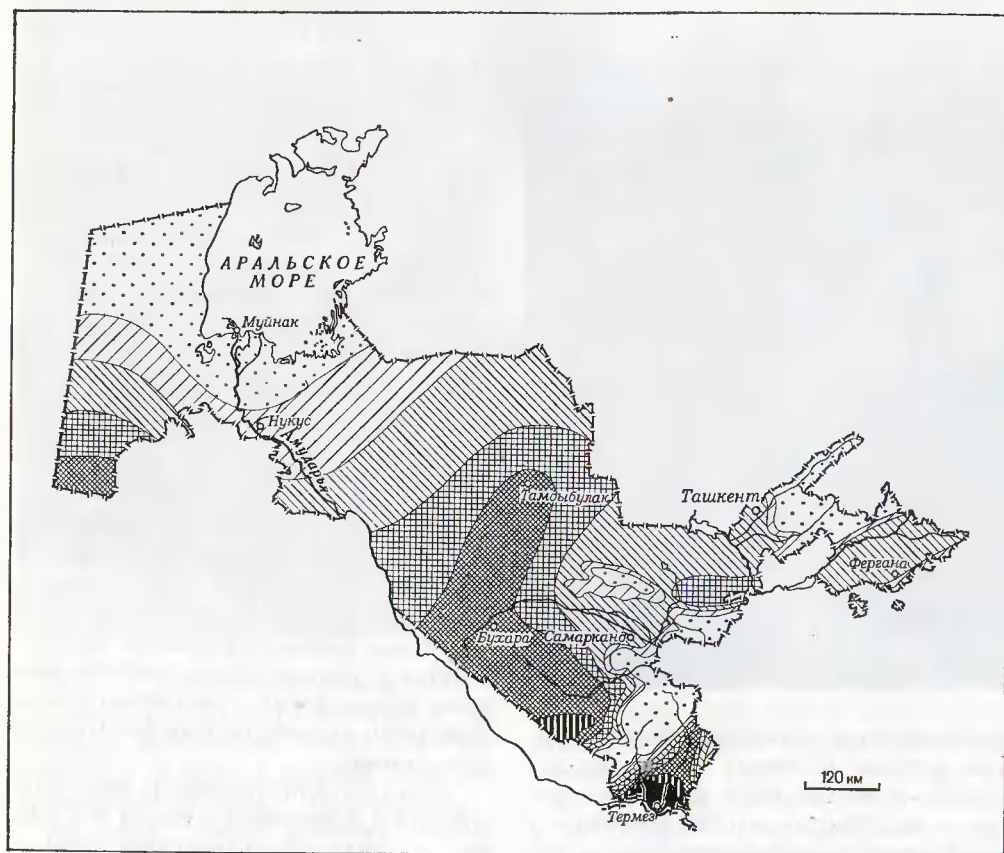 АРАЛЬСКОЕ
МОРЕ
Муйнак
Нукус
Амударья
Тамдыбулак
Ташкент
Фергана
Бухара
Самарканд
120 км
Термез